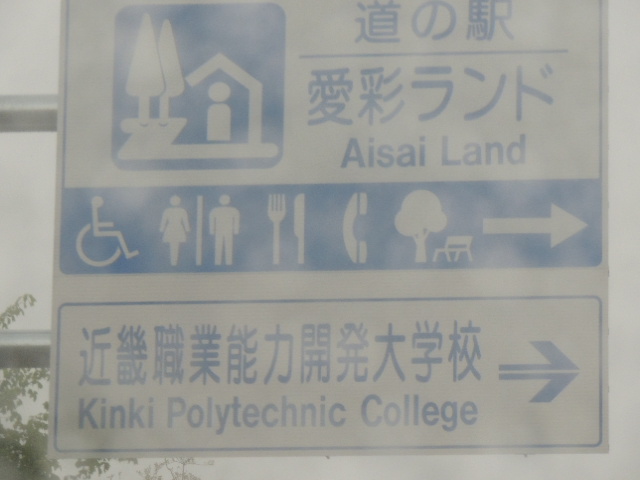 道の駅
愛彩ランド
Aisai Land
近畿職業能力開発大学校
Kinki Polytechnic College